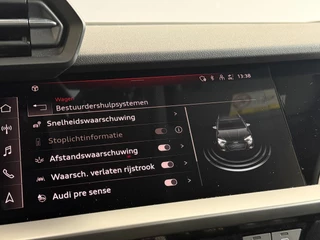 13:38
Wagen
Bestuurdershulpsystemen
Snelheidswaarschuwing
Stoplichtinformatie
Afstandswaarschuwing
Waarsch. verlaten rijstrook
Audi pre sense